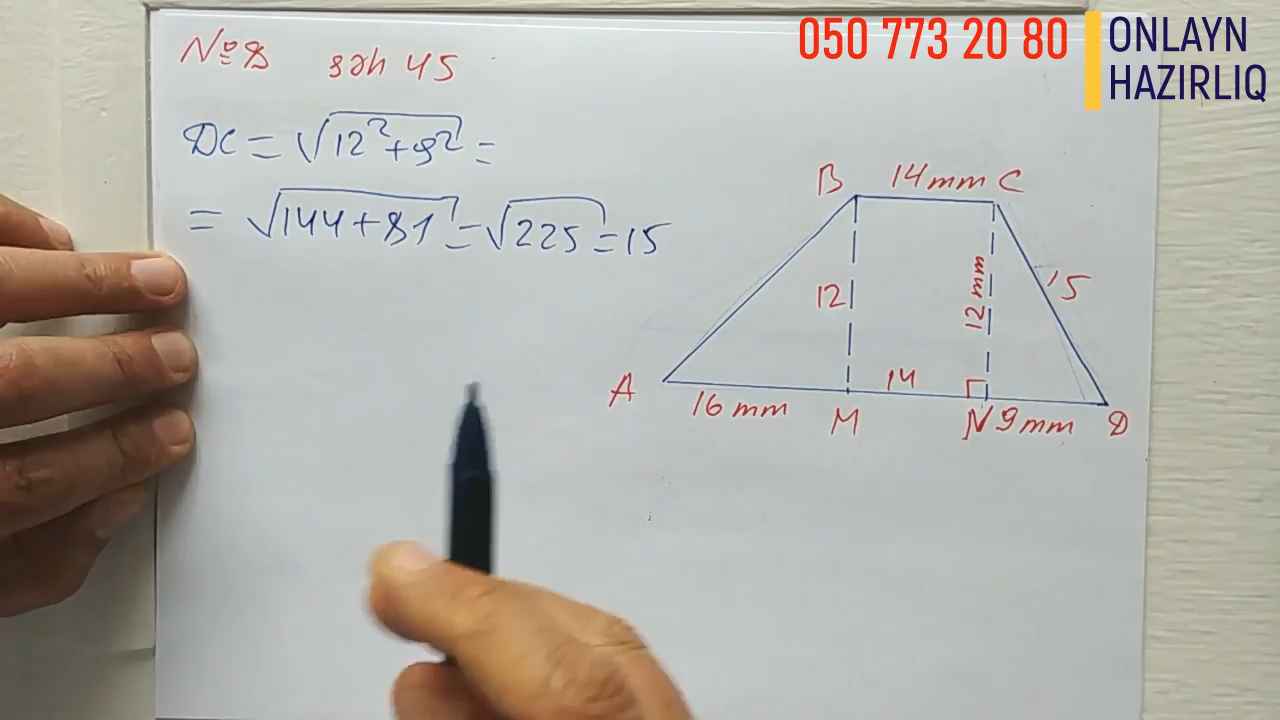 050 773 20 80
ONLAYN
HAZIRLIQ
№8 səh 45
DC = √12²+9² =
= √144+81 = √225 = 15
B 14mm C
12
12 mm
15
A
14
16 mm
M
N 9mm D